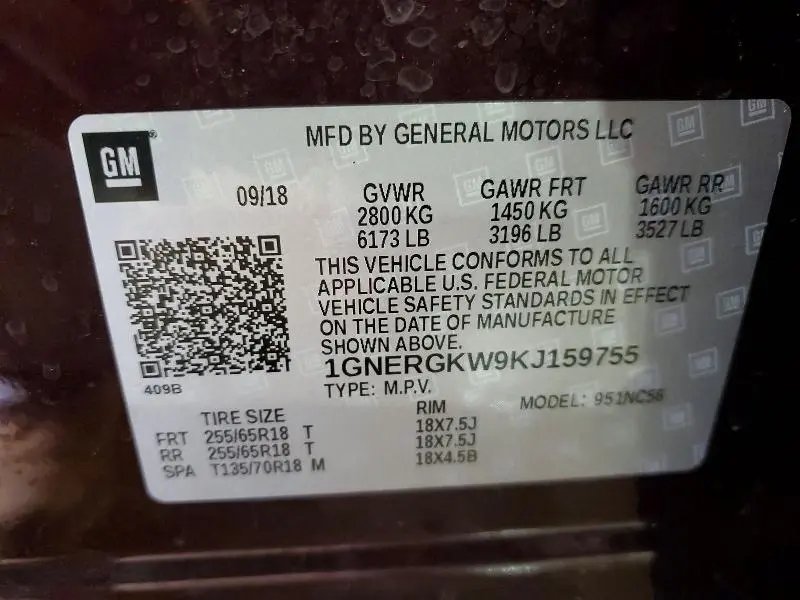 GM
MFD BY GENERAL MOTORS LLC
09/18
GVWR GAWR FRT GAWR RR
2800 KG 1450 KG 1600 KG
6173 LB 3196 LB 3527 LB
THIS VEHICLE CONFORMS TO ALL
APPLICABLE U.S. FEDERAL MOTOR
VEHICLE SAFETY STANDARDS IN EFFECT
ON THE DATE OF MANUFACTURE
SHOWN ABOVE.
1GNERGKW9KJ159755
409B
TYPE: M.P.V.
MODEL: 951NC56
TIRE SIZE RIM
FRT 255/65R18 T 18X7.5J
RR 255/65R18 T 18X7.5J
SPA T135/70R18 M 18X4.5B